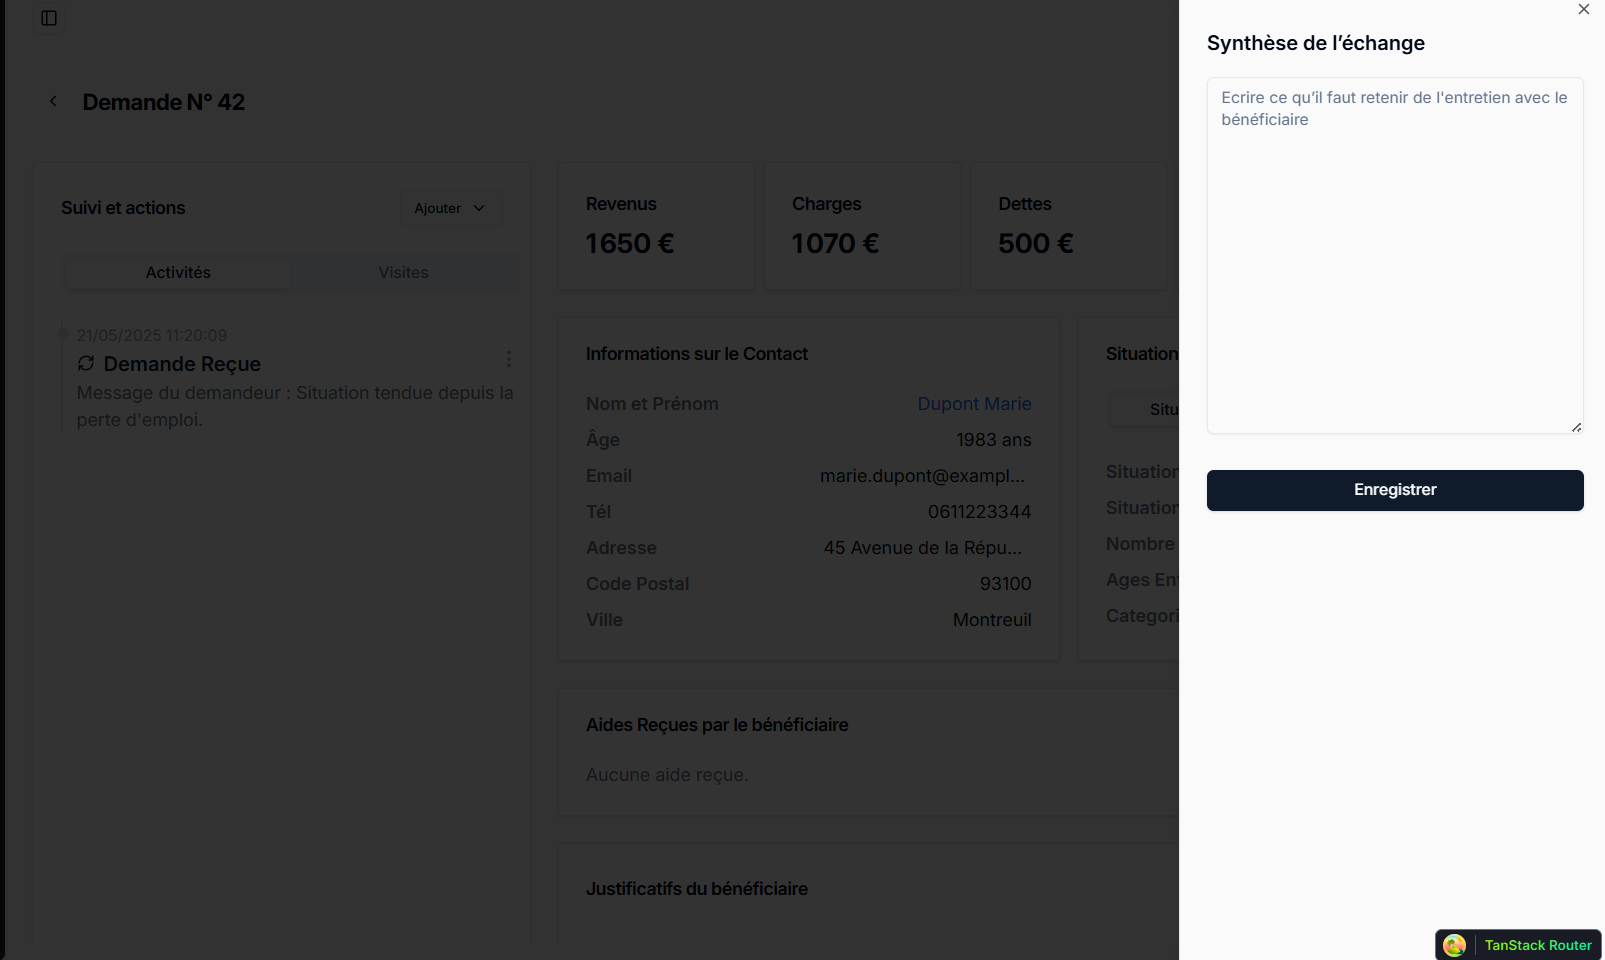 Demande N° 42
Suivi et actions
Ajouter
Activités
Visites
21/05/2025 11:20:09
Demande Reçue
Message du demandeur : Situation tendue depuis la
perte d'emploi.
Revenus
1650 €
Charges
1070 €
Dettes
500 €
Informations sur le Contact
Nom et Prénom
Dupont Marie
Âge
1983 ans
Email
marie.dupont@exampl...
Tél
0611223344
Adresse
45 Avenue de la Répu...
Code Postal
93100
Ville
Montreuil
Situation
Situ
Situation
Situation
Nombre
Ages En
Categori
Aides Reçues par le bénéficiaire
Aucune aide reçue.
Justificatifs du bénéficiaire
Synthèse de l’échange
Ecrire ce qu’il faut retenir de l'entretien avec le
bénéficiaire
Enregistrer
TanStack Router